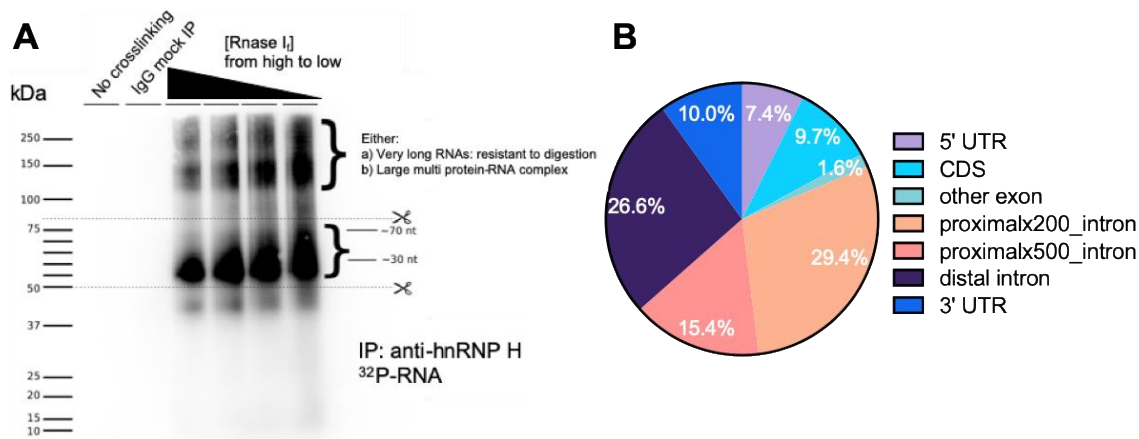 A
No crosslinking
IgG mock IP
[Rnase I_f]
from high to low
kDa
250
150
100
75
50
37
25
20
15
10
Either:
a) Very long RNAs: resistant to digestion
b) Large multi protein-RNA complex
~70 nt
~30 nt
IP: anti-hnRNP H
³²P-RNA
B
7.4%
9.7%
1.6%
29.4%
15.4%
26.6%
10.0%
5' UTR
CDS
other exon
proximalx200_intron
proximalx500_intron
distal intron
3' UTR